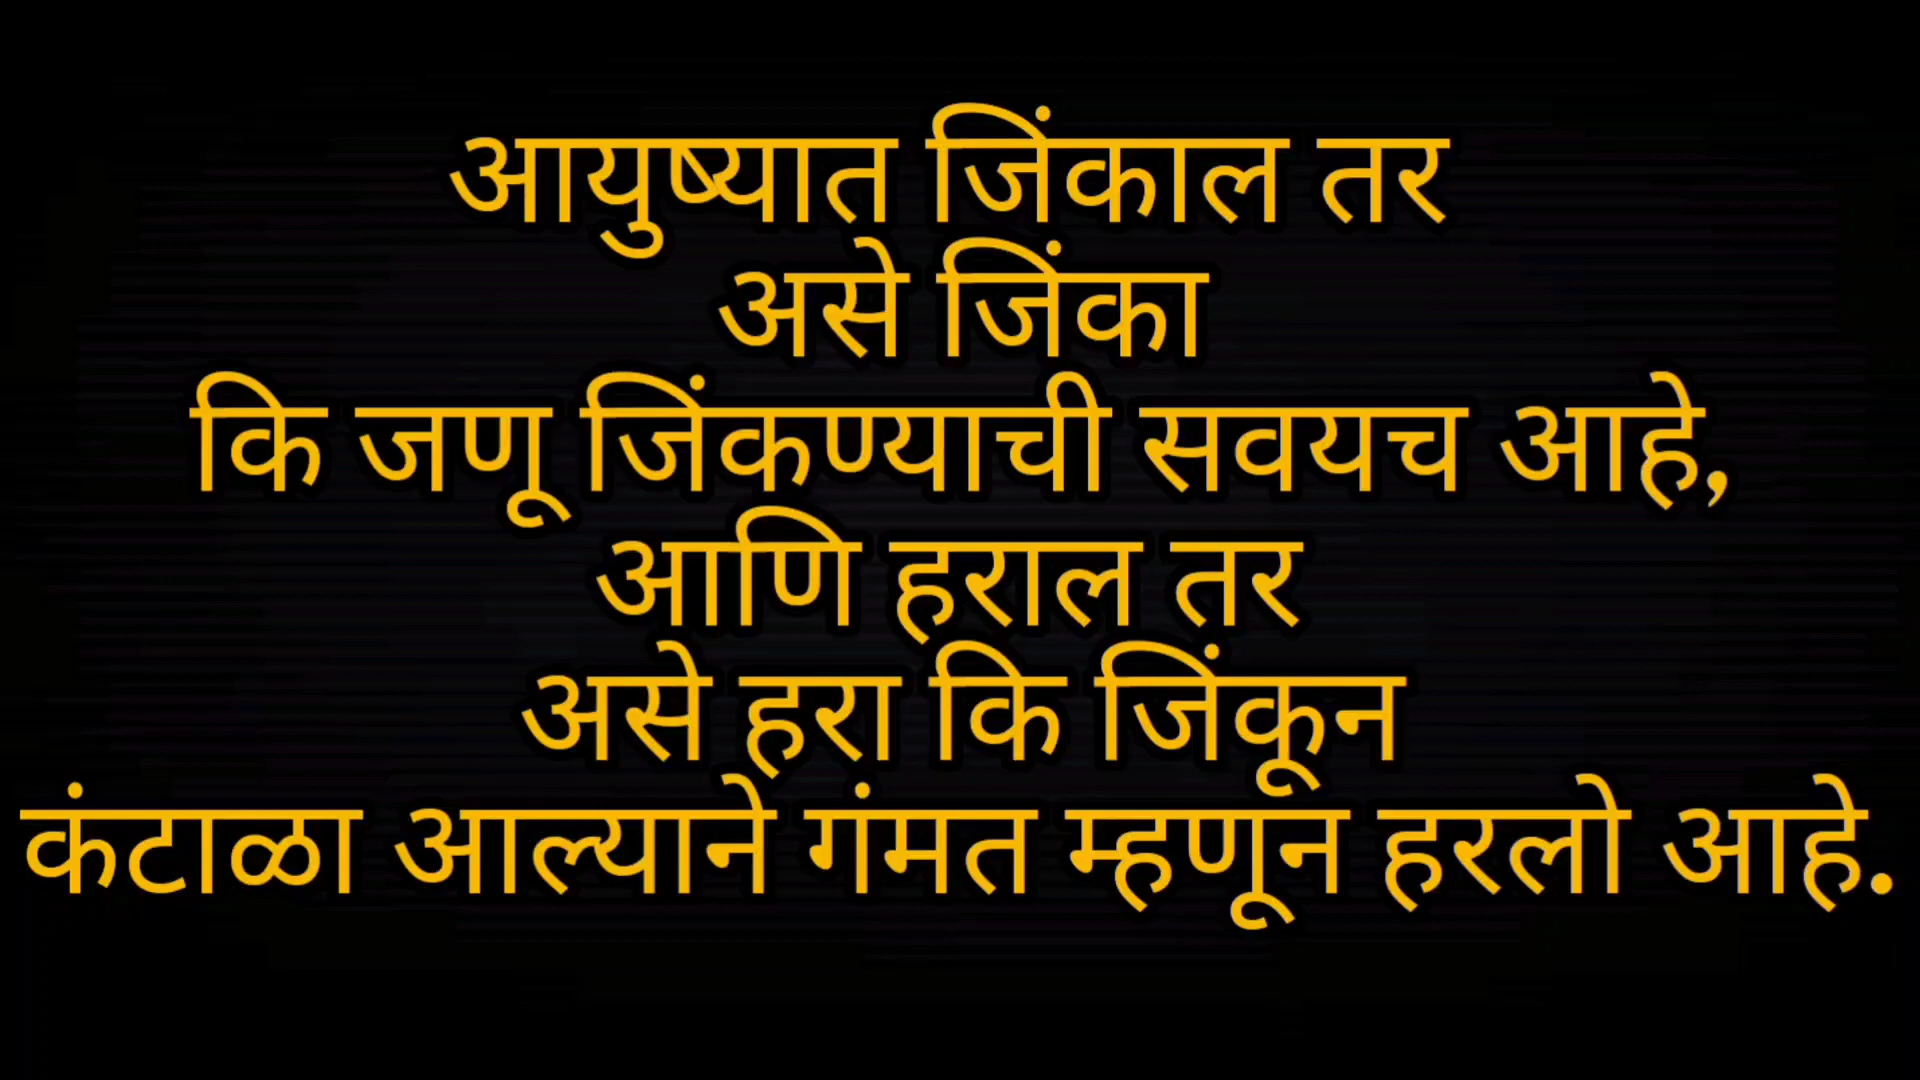 आयुष्यात जिंकाल तर
असे जिंका
कि जणू जिंकण्याची सवयच आहे,
आणि हराल तर
असे हरा कि जिंकून
कंटाळा आल्याने गंमत म्हणून हरलो आहे.